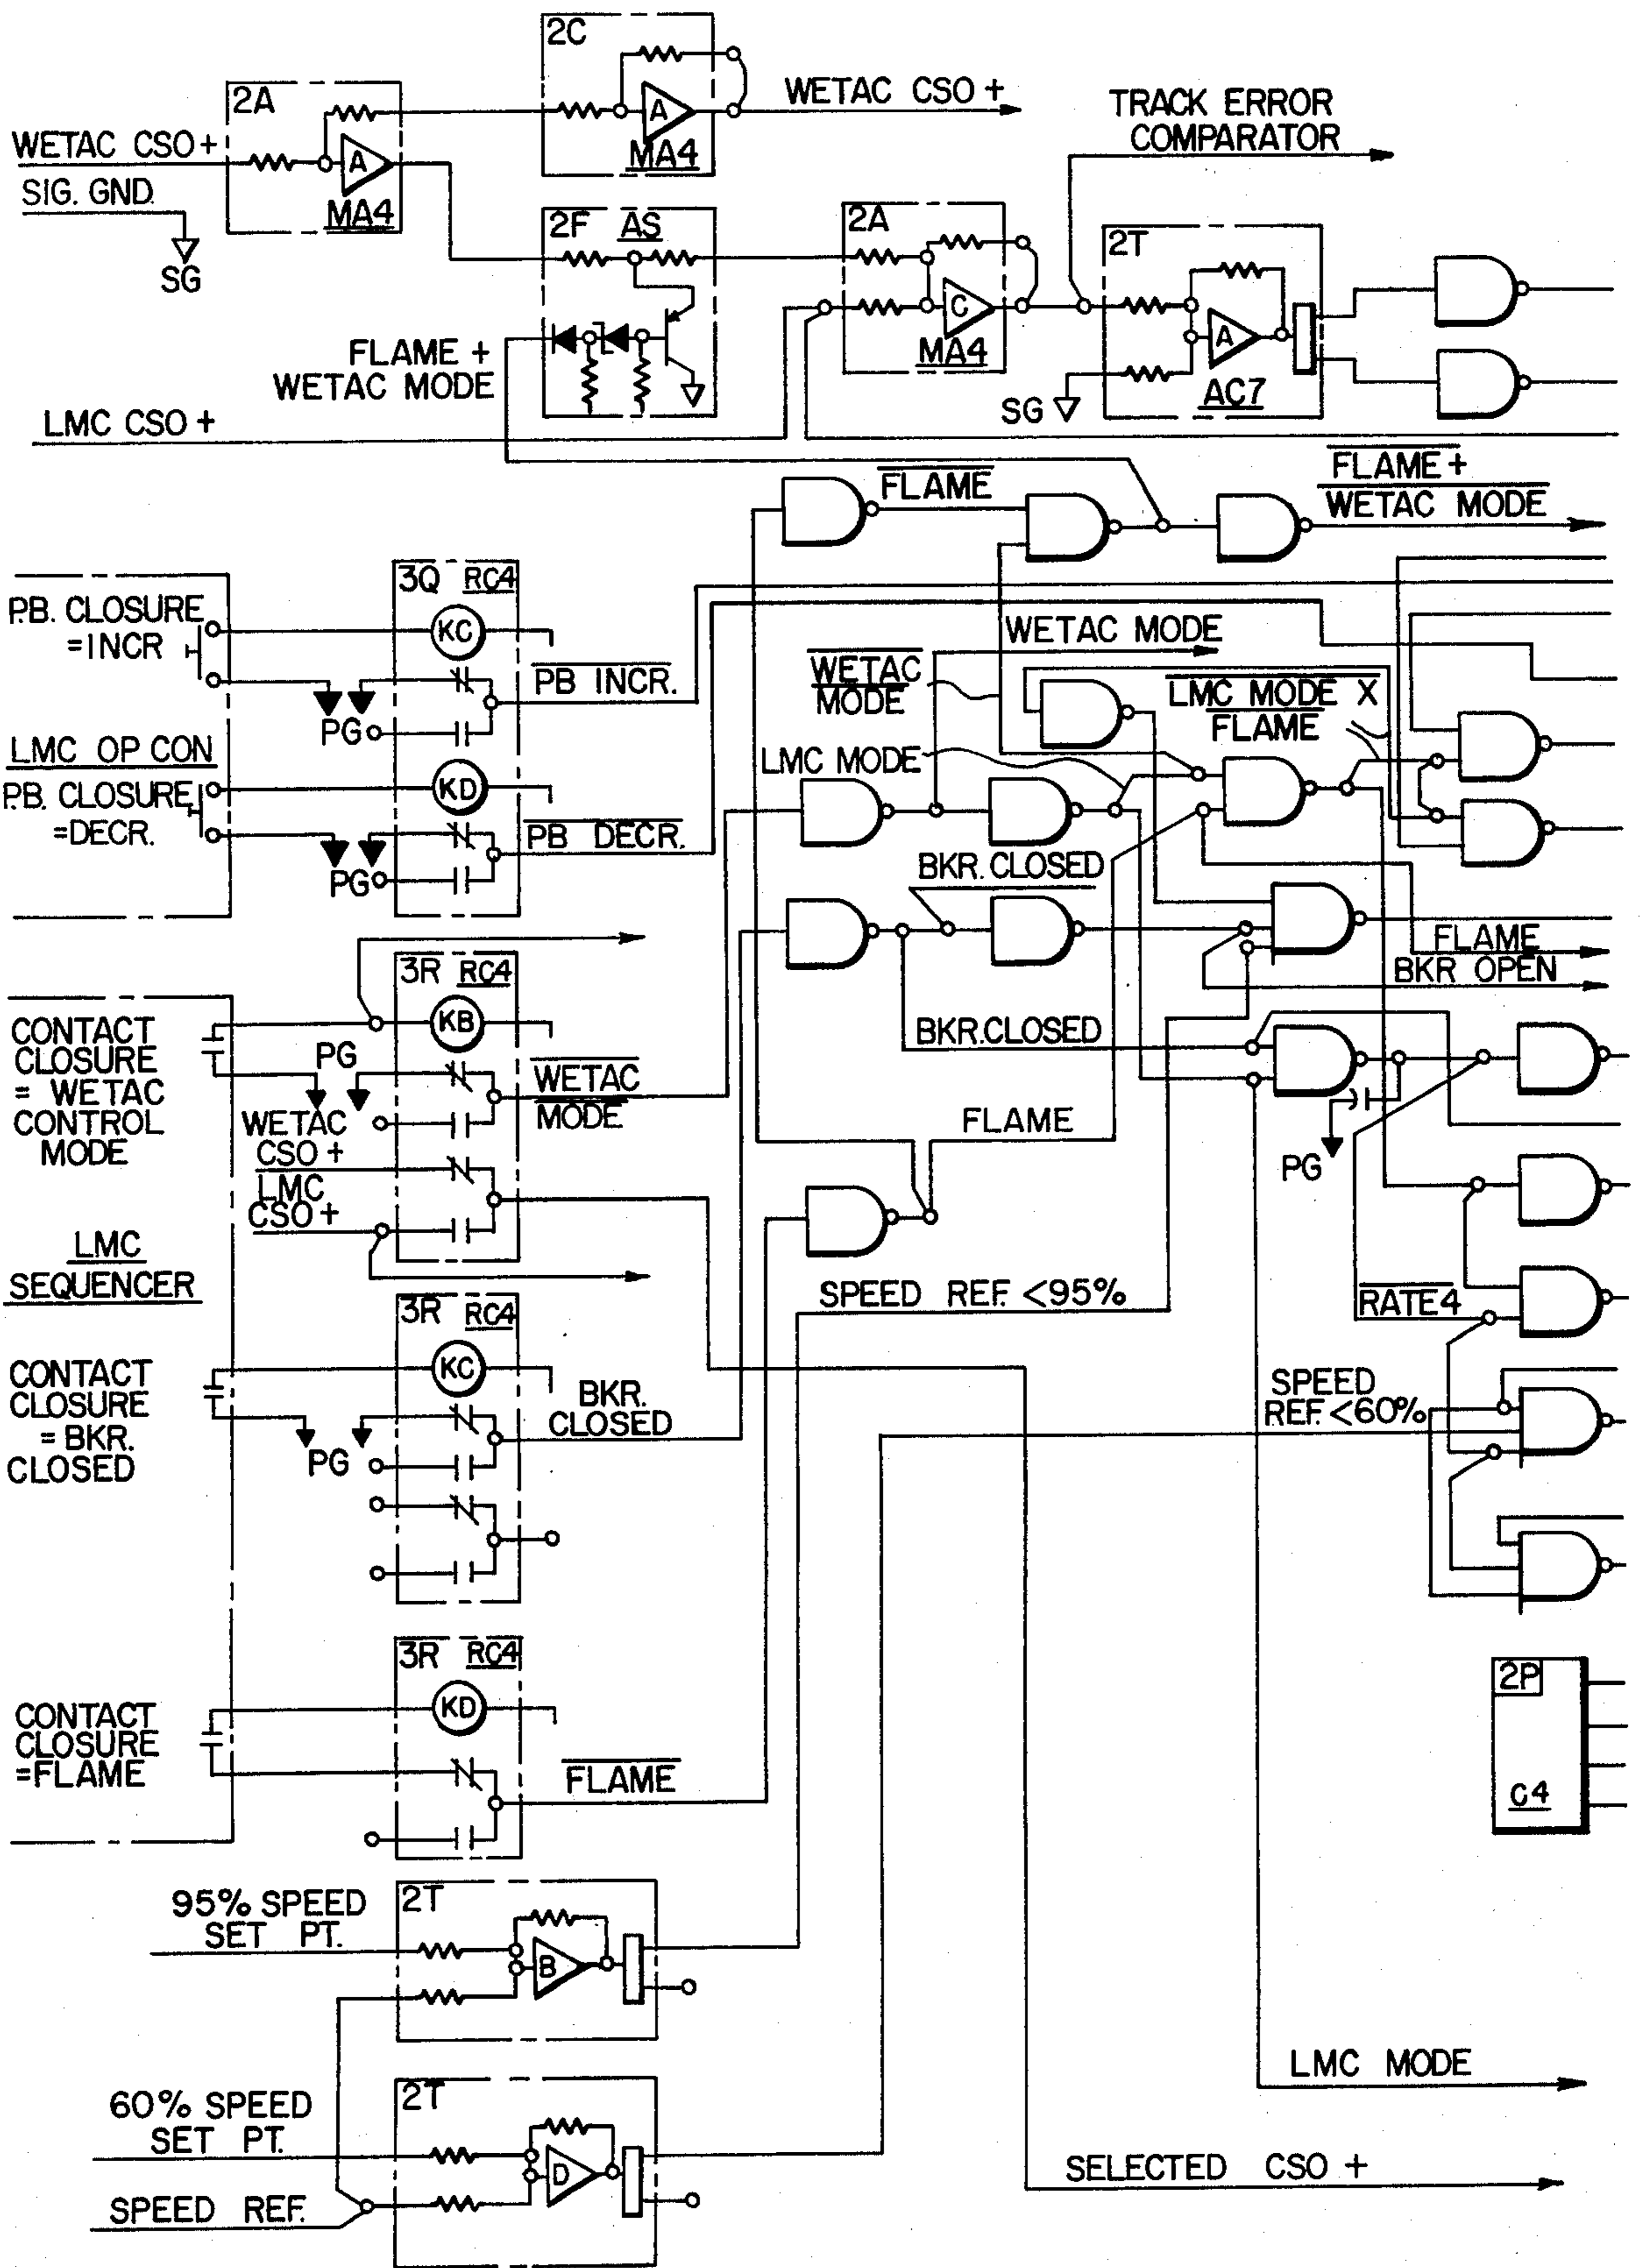 2C
A
MA4
WETAC CSO +
2A
WETAC CSO +
A
MA4
SIG. GND.
SG
TRACK ERROR
COMPARATOR
2F AS
FLAME +
WETAC MODE
2A
C
MA4
2T
A
AC7
SG
LMC CSO +
FLAME
FLAME +
WETAC MODE
P.B. CLOSURE
=INCR
3Q RC4
KC
PB INCR.
PG
LMC OP CON
P.B. CLOSURE
=DECR.
KD
PB DECR.
PG
WETAC MODE
WETAC
MODE
LMC MODE X
FLAME
LMC MODE
BKR. CLOSED
FLAME
BKR OPEN
CONTACT
CLOSURE
= WETAC
CONTROL
MODE
3R RC4
KB
PG
WETAC
MODE
WETAC
CSO +
LMC
CSO +
BKR. CLOSED
FLAME
PG
LMC
SEQUENCER
SPEED REF. <95%
RATE4
3R RC4
KC
CONTACT
CLOSURE
= BKR.
CLOSED
PG
BKR.
CLOSED
SPEED
REF. <60%
3R RC4
KD
CONTACT
CLOSURE
=FLAME
FLAME
2P
C4
95% SPEED
SET PT.
2T
B
60% SPEED
SET PT.
2T
D
SPEED REF.
LMC MODE
SELECTED CSO +